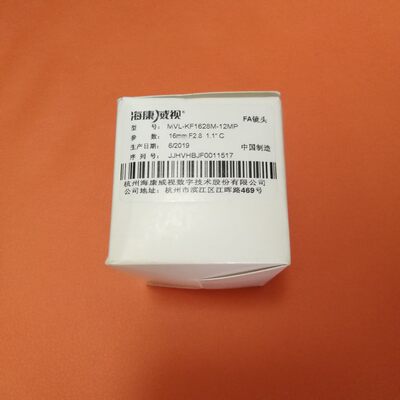 海康威视 FA镜头
型 号: MVL-KF1628M-12MP
参 数: 16mm F2.8 1.1" C
生产日期: 6/2019 中国制造
序 列 号: JJHVHBJF0011517
杭州海康威视数字技术股份有限公司
公司地址: 杭州市滨江区江晖路469号